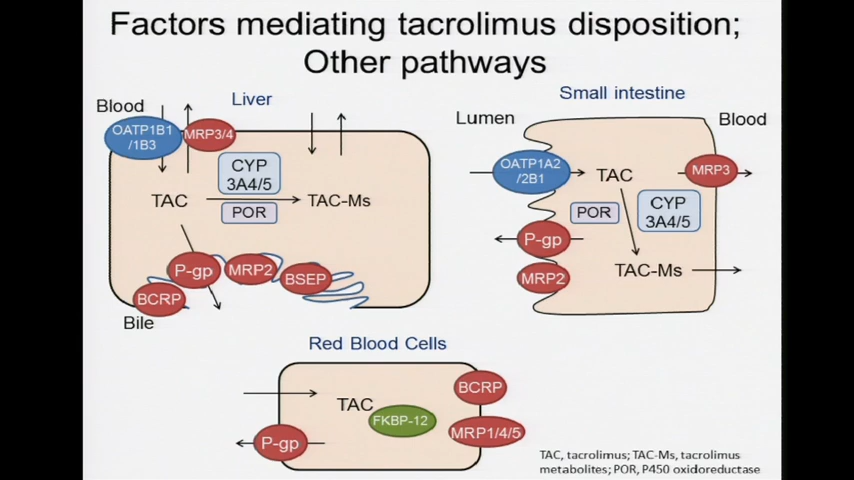 Factors mediating tacrolimus disposition;
Other pathways
Blood
Liver
OATP1B1
/1B3
MRP3/4
CYP
3A4/5
TAC
POR
TAC-Ms
P-gp
MRP2
BSEP
BCRP
Bile
Small intestine
Lumen
Blood
OATP1A2
/2B1
TAC
MRP3
POR
CYP
3A4/5
P-gp
MRP2
TAC-Ms
Red Blood Cells
TAC
FKBP-12
BCRP
MRP1/4/5
P-gp
TAC, tacrolimus; TAC-Ms, tacrolimus
metabolites; POR, P450 oxidoreductase